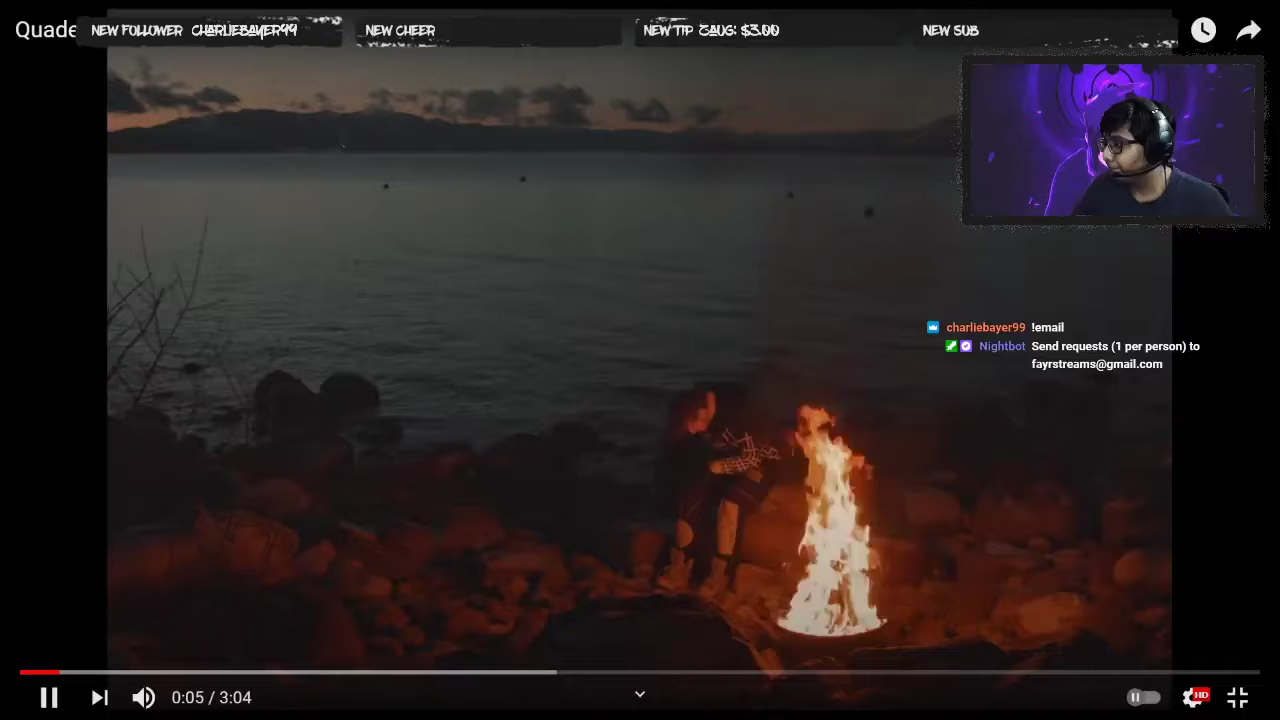 Quade
NEW FOLLOWER CHARLIEBAYER99
NEW CHEER
NEW TIP ZAUG: $3.00
NEW SUB
charliebayer99 !email
Nightbot Send requests (1 per person) to
fayrstreams@gmail.com
0:05 / 3:04
HD